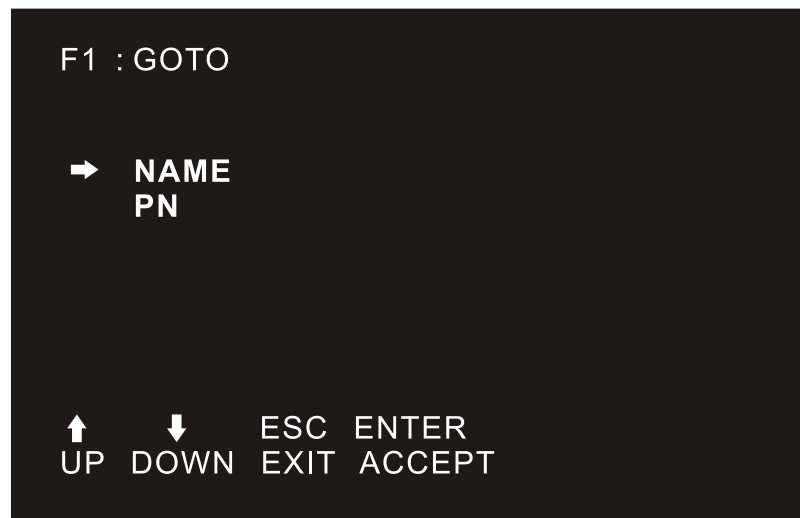 F1 : GOTO
➡ NAME
PN
⬆ ⬇ ESC ENTER
UP DOWN EXIT ACCEPT